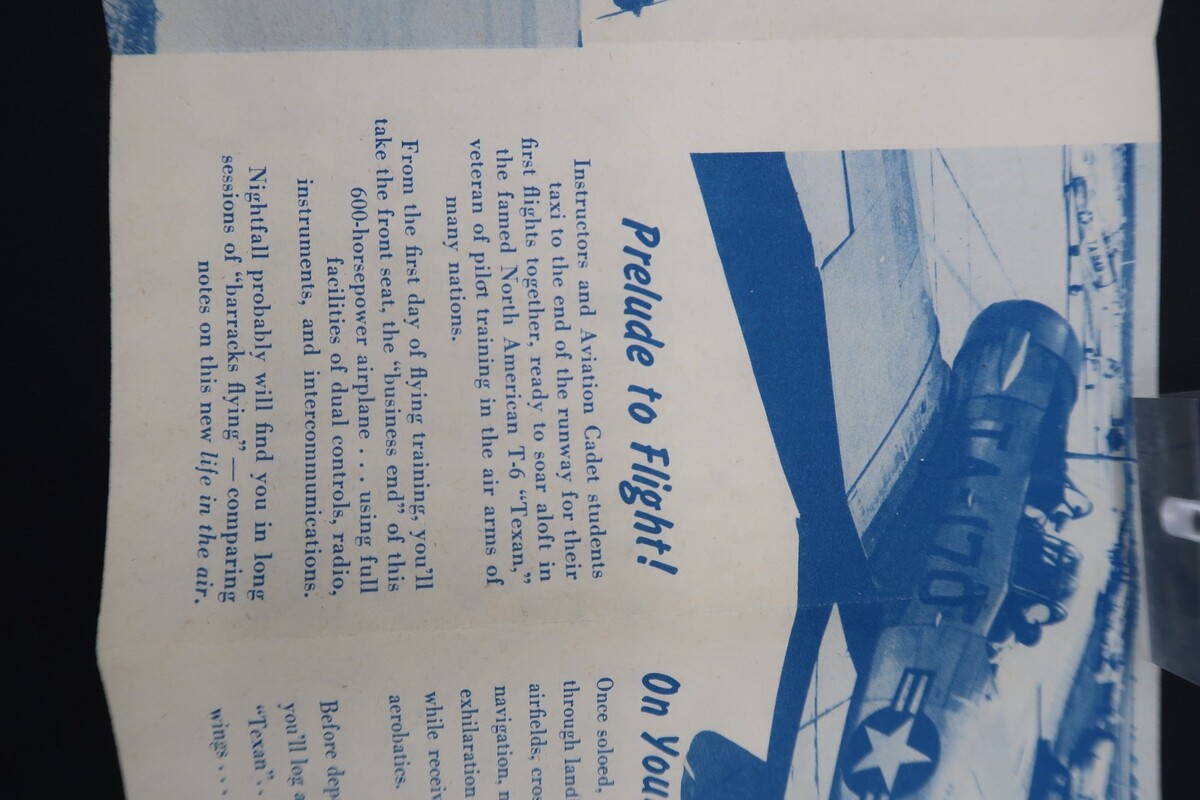 TA-170
Prelude to Flight!
Instructors and Aviation Cadet students
taxi to the end of the runway for their
first flights together, ready to soar aloft in
the famed North American T-6 “Texan,”
veteran of pilot training in the air arms of
many nations.
From the first day of flying training, you’ll
take the front seat, the “business end” of this
600-horsepower airplane . . . using full
facilities of dual controls, radio,
instruments, and intercommunications.
Nightfall probably will find you in long
sessions of “barracks flying” — comparing
notes on this new life in the air.
On You
Once soloed,
through land
airfields, cros
navigation,
exhilaration
while receiv
aerobatics.
Before dep
you’ll log a
“Texan” . .
wings . . .